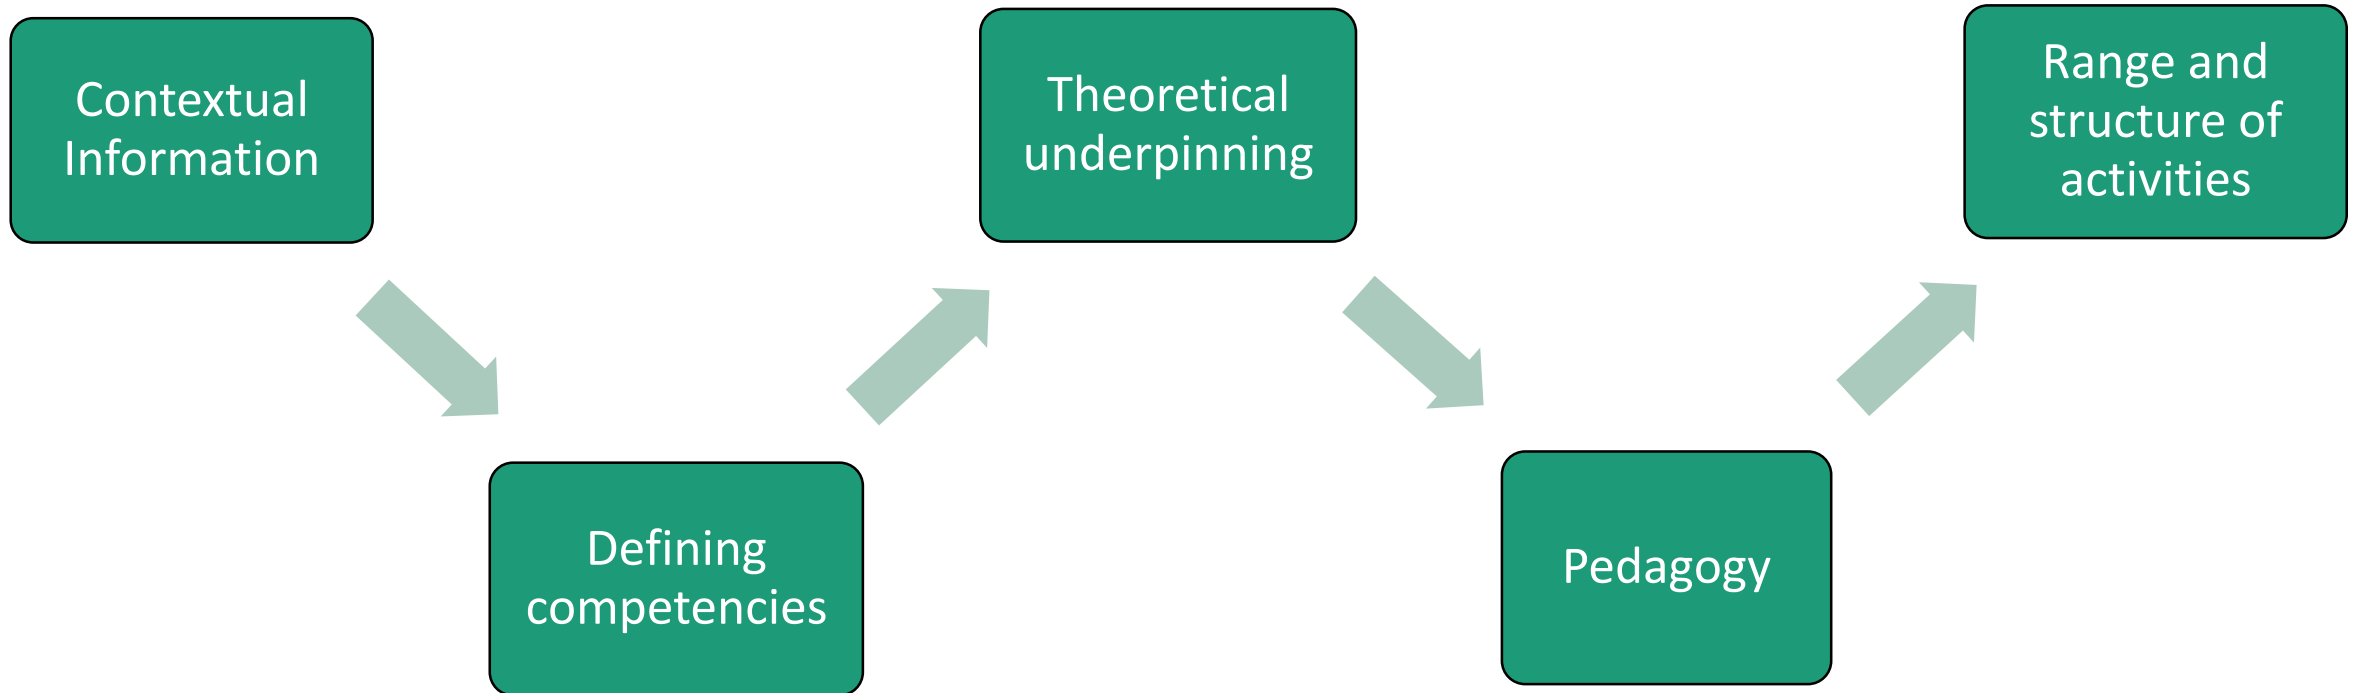 Contextual
Information
Defining
competencies
Theoretical
underpinning
Pedagogy
Range and
structure of
activities